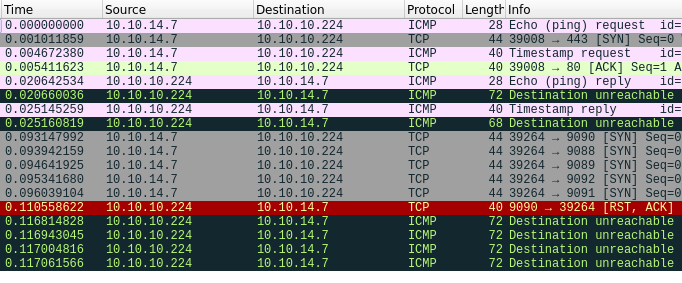 Time Source Destination Protocol Length Info
0.000000000 10.10.14.7 10.10.10.224 ICMP 28 Echo (ping) request id=
0.001011859 10.10.14.7 10.10.10.224 TCP 44 39008 → 443 [SYN] Seq=0
0.004672380 10.10.14.7 10.10.10.224 ICMP 40 Timestamp request id=
0.005411623 10.10.14.7 10.10.10.224 TCP 40 39008 → 80 [ACK] Seq=1 A
0.020642534 10.10.10.224 10.10.14.7 ICMP 28 Echo (ping) reply id=
0.020660036 10.10.10.224 10.10.14.7 ICMP 72 Destination unreachable
0.025145259 10.10.10.224 10.10.14.7 ICMP 40 Timestamp reply id=
0.025160819 10.10.10.224 10.10.14.7 ICMP 68 Destination unreachable
0.093147992 10.10.14.7 10.10.10.224 TCP 44 39264 → 9090 [SYN] Seq=0
0.093942159 10.10.14.7 10.10.10.224 TCP 44 39264 → 9088 [SYN] Seq=0
0.094641925 10.10.14.7 10.10.10.224 TCP 44 39264 → 9089 [SYN] Seq=0
0.095341680 10.10.14.7 10.10.10.224 TCP 44 39264 → 9092 [SYN] Seq=0
0.096039104 10.10.14.7 10.10.10.224 TCP 44 39264 → 9091 [SYN] Seq=0
0.110558622 10.10.10.224 10.10.14.7 TCP 40 9090 → 39264 [RST, ACK]
0.116814828 10.10.10.224 10.10.14.7 ICMP 72 Destination unreachable
0.116943045 10.10.10.224 10.10.14.7 ICMP 72 Destination unreachable
0.117004816 10.10.10.224 10.10.14.7 ICMP 72 Destination unreachable
0.117061566 10.10.10.224 10.10.14.7 ICMP 72 Destination unreachable